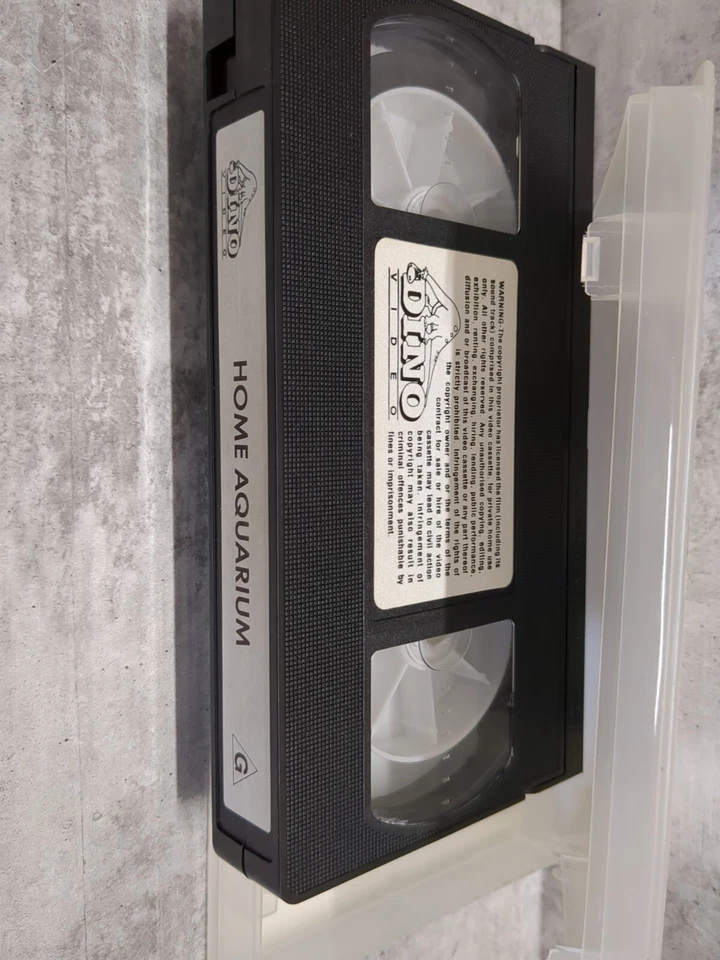 DINO
VIDEO
HOME AQUARIUM
G
WARNING-The copyright proprietor has licensed the film (including its
sound track) comprised in this video cassette, for private home use
only. All other rights reserved. Any unauthorised copying, editing,
exhibition, renting, exchanging, hiring, lending, public performance,
diffusion and or broadcast of this video cassette or any part thereof
is strictly prohibited. Infringement of the rights of
the copyright owner and or the terms of the
contract for sale or hire of the video
cassette may lead to civil action
being taken. Infringement of
copyright may also result in
criminal offences punishable by
fines or imprisonment.
DINO
VIDEO